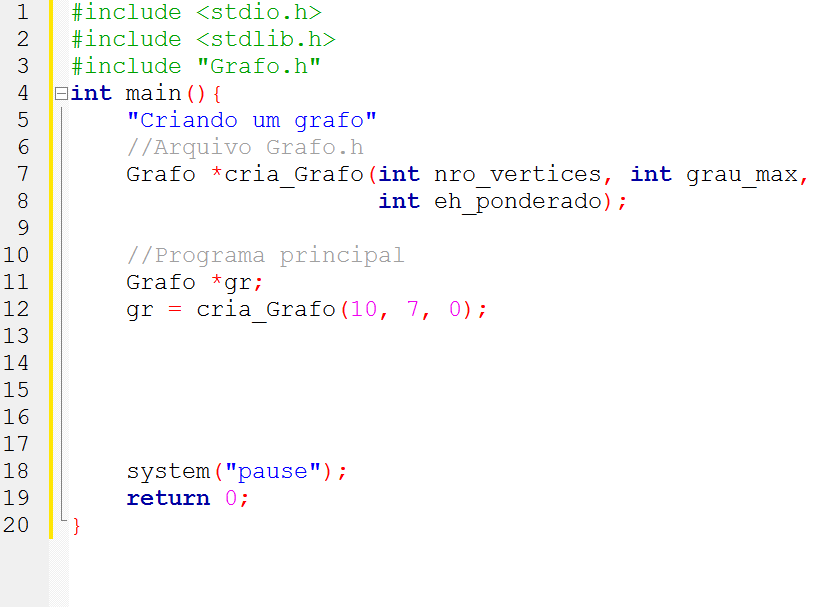 1 #include <stdio.h>
2 #include <stdlib.h>
3 #include "Grafo.h"
4 int main(){
5 "Criando um grafo"
6 //Arquivo Grafo.h
7 Grafo *cria_Grafo(int nro_vertices, int grau_max,
8 int eh_ponderado);
9
10 //Programa principal
11 Grafo *gr;
12 gr = cria_Grafo(10, 7, 0);
13
14
15
16
17
18 system("pause");
19 return 0;
20 }